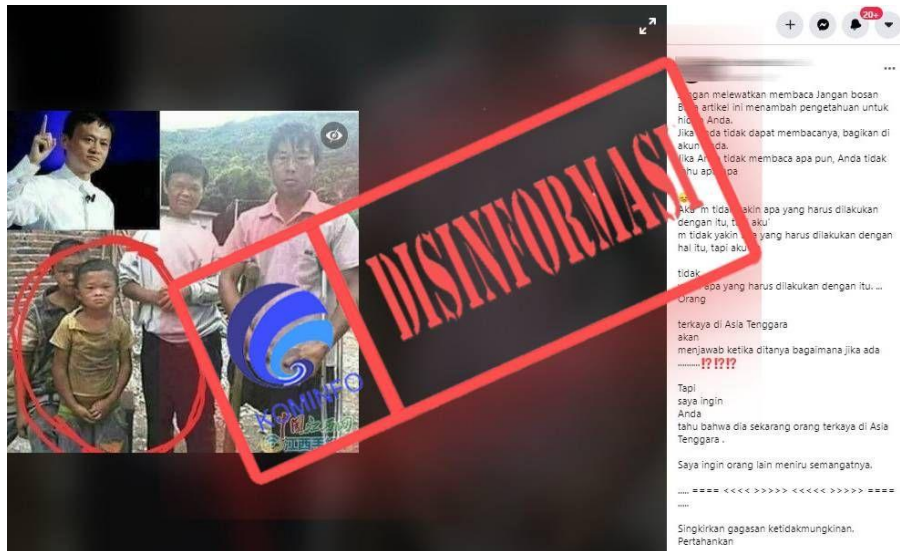 20+
DISINFORMASI
KOMINFO
Jangan melewatkan membaca Jangan bosan
artikel ini menambah pengetahuan untuk
Anda.
Jika Anda tidak dapat membacanya, bagikan di
akun Anda.
Jika Anda tidak membaca apa pun, Anda tidak
tahu apa-apa
m tidak yakin apa yang harus dilakukan
dengan itu, aku
m tidak yakin apa yang harus dilakukan dengan
hal itu, tapi aku
tidak
apa yang harus dilakukan dengan itu. ...
Orang
terkaya di Asia Tenggara
akan
menjawab ketika ditanya bagaimana jika ada
..........⁉️⁉️⁉️
Tapi
saya ingin
Anda
tahu bahwa dia sekarang orang terkaya di Asia
Tenggara .
Saya ingin orang lain meniru semangatnya.
..... ==== <<<< >>>>> <<<<< >>>>> ====
.....
Singkirkan gagasan ketidakmungkinan.
Pertahankan